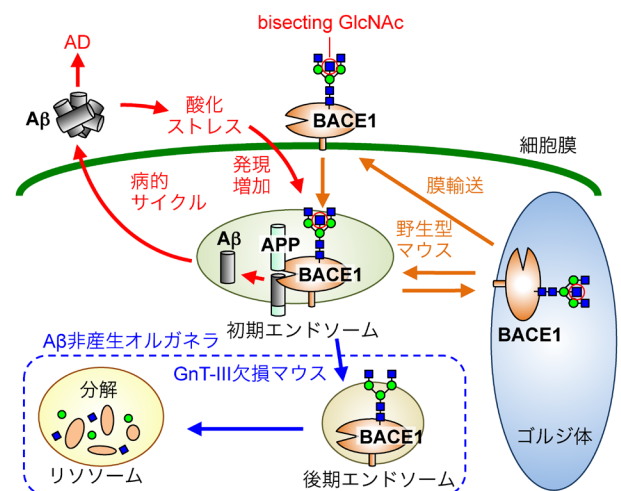 bisecting GlcNAc
AD
Aβ
酸化
ストレス
BACE1
細胞膜
発現
増加
病的
サイクル
膜輸送
野生型
マウス
Aβ
APP
BACE1
BACE1
初期エンドソーム
Aβ非産生オルガネラ
GnT-III欠損マウス
分解
BACE1
リソソーム
後期エンドソーム
ゴルジ体